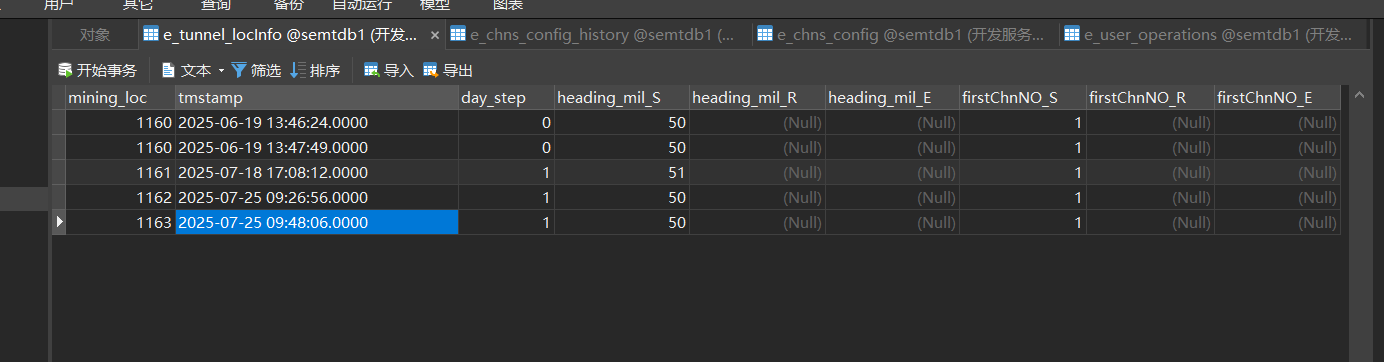 用户 其它 查询 备份 自动运行 模型 图表
对象 e_tunnel_locInfo @semtdb1 (开发... × e_chns_config_history @semtdb1 (... e_chns_config @semtdb1 (开发服务... e_user_operations @semtdb1 (开发...
开始事务 文本 筛选 排序 导入 导出
mining_loc tmstamp day_step heading_mil_S heading_mil_R heading_mil_E firstChnNO_S firstChnNO_R firstChnNO_E
1160 2025-06-19 13:46:24.0000 0 50 (Null) (Null) 1 (Null) (Null)
1160 2025-06-19 13:47:49.0000 0 50 (Null) (Null) 1 (Null) (Null)
1161 2025-07-18 17:08:12.0000 1 51 (Null) (Null) 1 (Null) (Null)
1162 2025-07-25 09:26:56.0000 1 50 (Null) (Null) 1 (Null) (Null)
1163 2025-07-25 09:48:06.0000 1 50 (Null) (Null) 1 (Null) (Null)